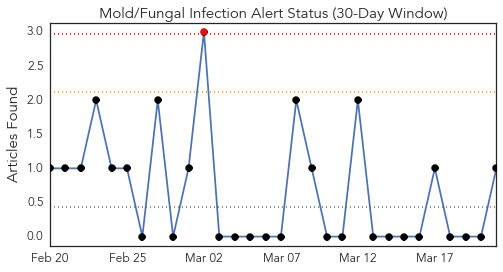 Mold/Fungal Infection Alert Status (30-Day Window)
Articles Found
3.0
2.5
2.0
1.5
1.0
0.5
0.0
Feb 20 Feb 25 Mar 02 Mar 07 Mar 12 Mar 17